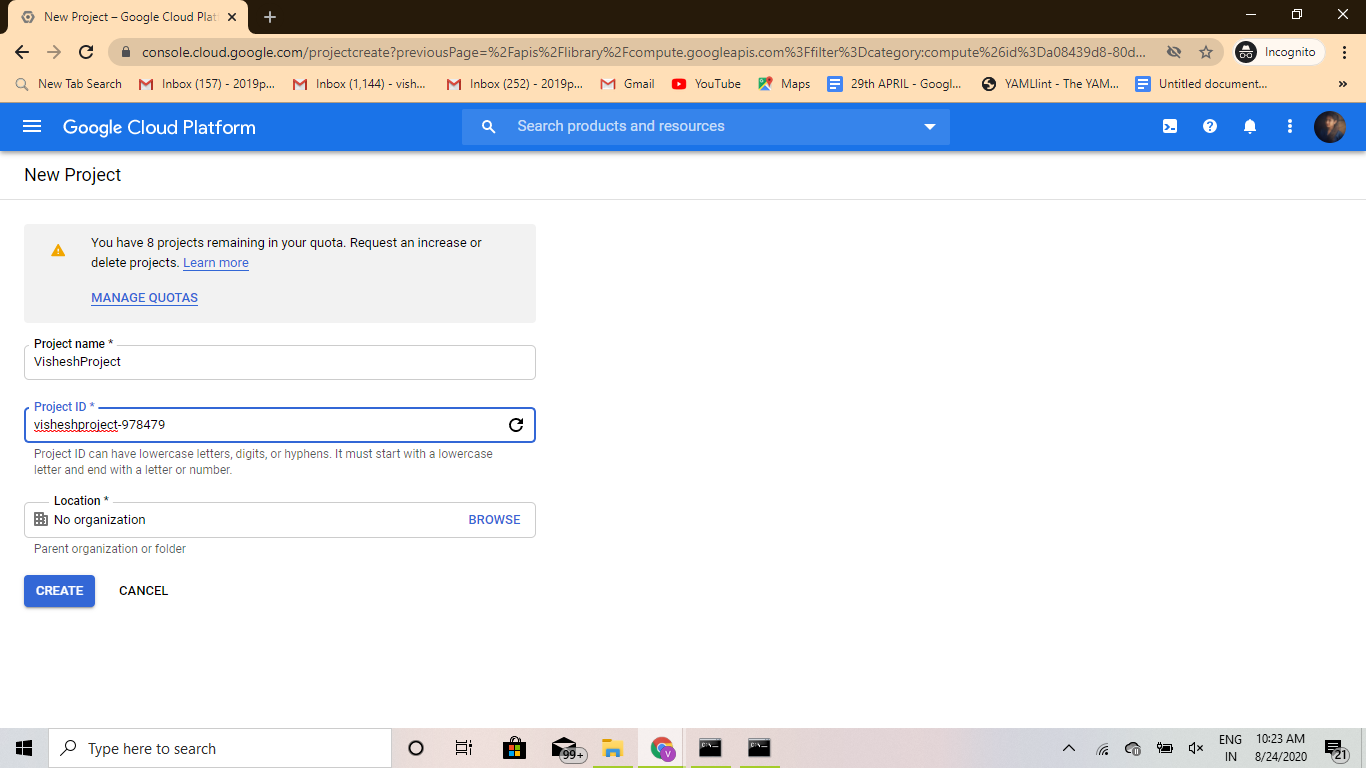 New Project – Google Cloud Plat
console.cloud.google.com/projectcreate?previousPage=%2Fapis%2Flibrary%2Fcompute.googleapis.com%3Ffilter%3Dcategory:compute%26id%3Da08439d8-80d...
Incognito
New Tab Search
Inbox (157) - 2019p...
Inbox (1,144) - vish...
Inbox (252) - 2019p...
Gmail
YouTube
Maps
29th APRIL - Googl...
YAMLlint - The YAM...
Untitled document...
»
Google Cloud Platform
Search products and resources
New Project
You have 8 projects remaining in your quota. Request an increase or
delete projects. Learn more
MANAGE QUOTAS
Project name *
VisheshProject
Project ID *
visheshproject-978479
Project ID can have lowercase letters, digits, or hyphens. It must start with a lowercase
letter and end with a letter or number.
Location *
No organization
BROWSE
Parent organization or folder
CREATE
CANCEL
Type here to search
99+
V
C:\.
C:\.
ENG
IN
10:23 AM
8/24/2020
21